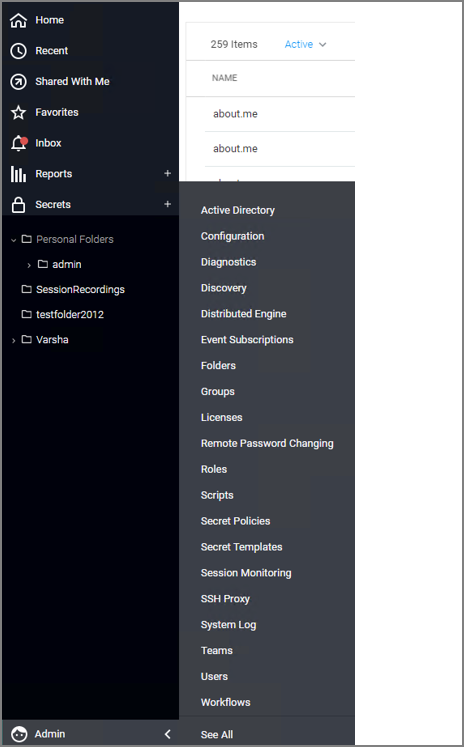 Home
Recent
Shared With Me
Favorites
Inbox
Reports +
Secrets +
Personal Folders
admin
SessionRecordings
testfolder2012
Varsha
Admin
259 Items Active
NAME
about.me
about.me
Active Directory
Configuration
Diagnostics
Discovery
Distributed Engine
Event Subscriptions
Folders
Groups
Licenses
Remote Password Changing
Roles
Scripts
Secret Policies
Secret Templates
Session Monitoring
SSH Proxy
System Log
Teams
Users
Workflows
See All